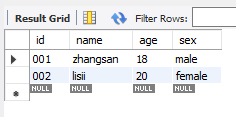 Result Grid Filter Rows:
id name age sex
001 zhangsan 18 male
002 lisii 20 female
NULL NULL NULL NULL